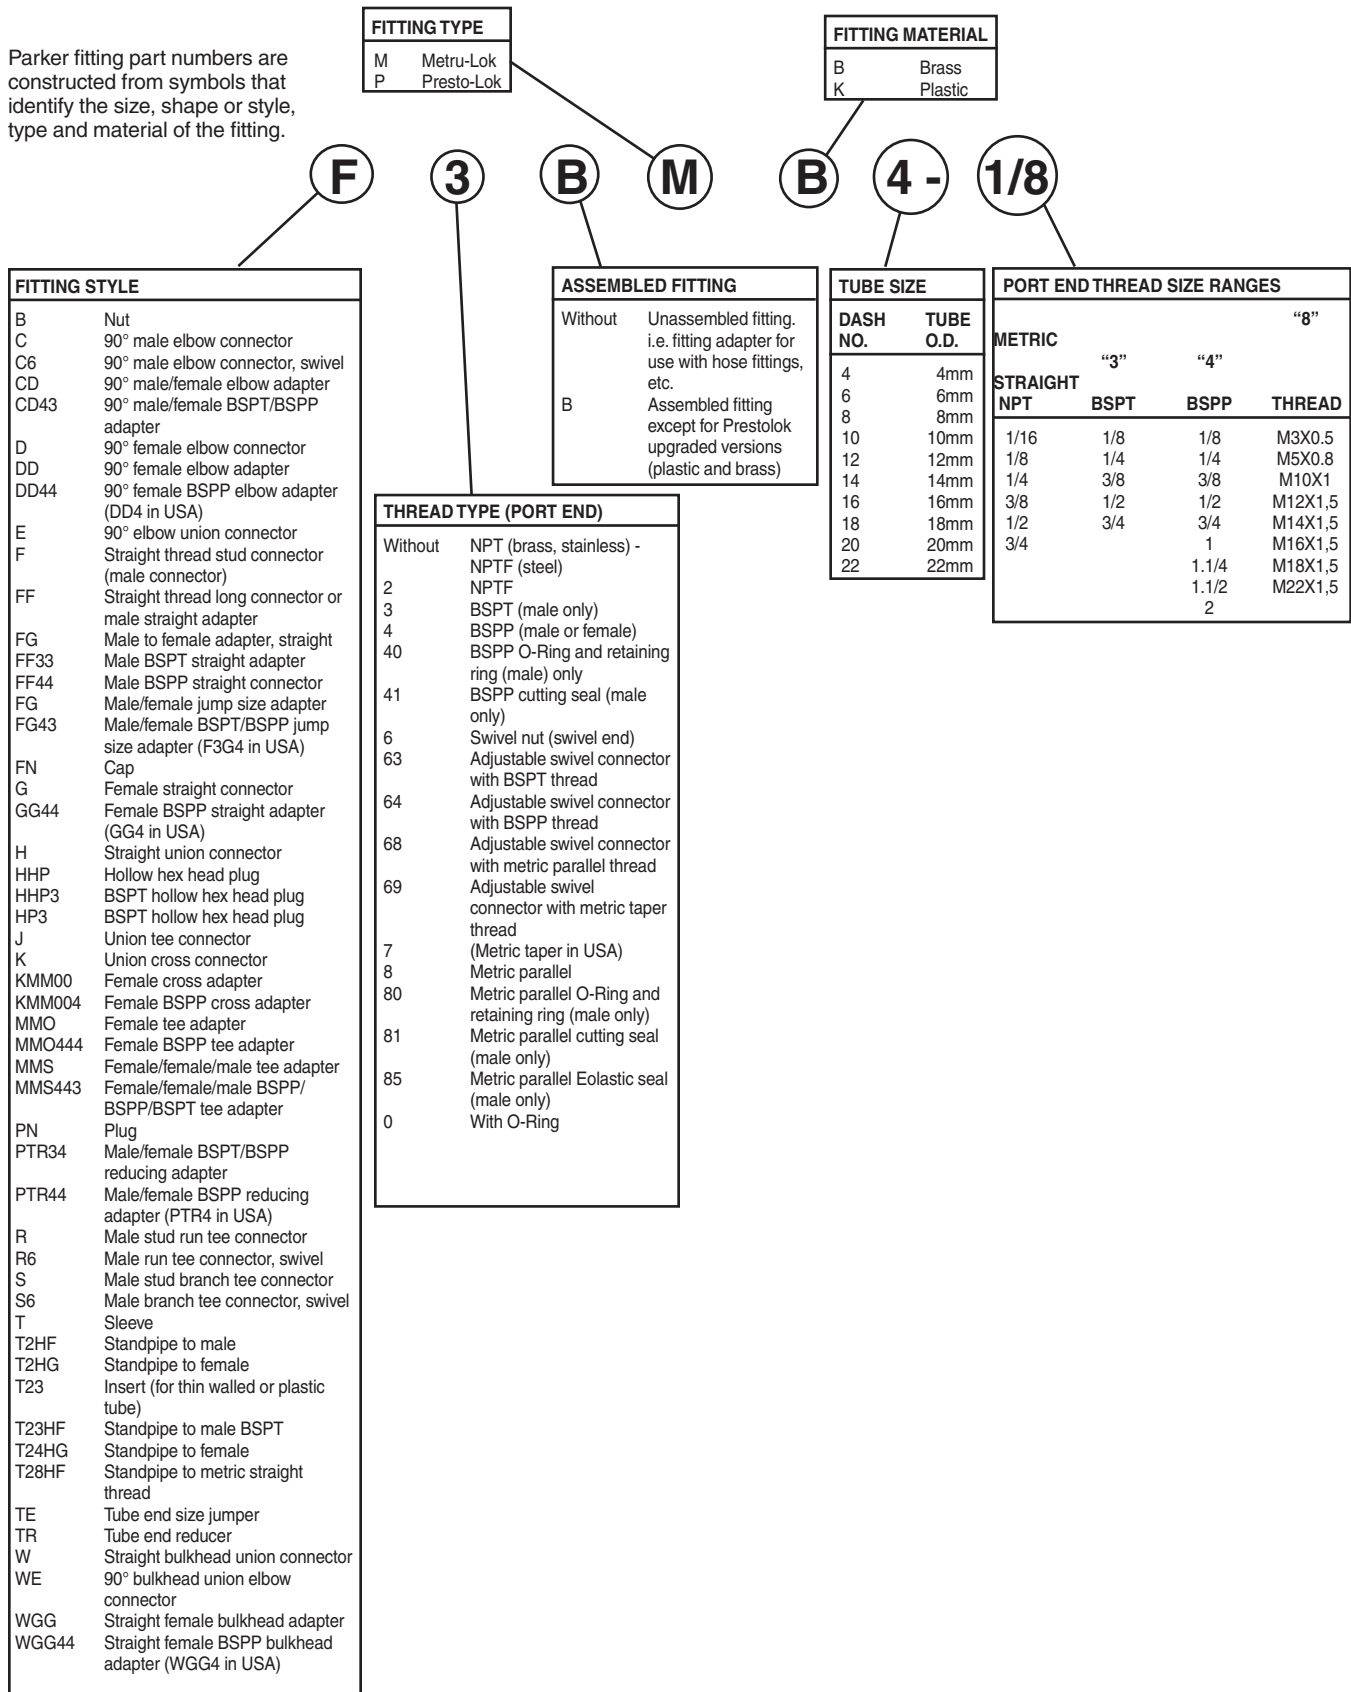 Parker fitting part numbers are
constructed from symbols that
identify the size, shape or style,
type and material of the fitting.
FITTING TYPE
M Metru-Lok
P Presto-Lok
FITTING MATERIAL
B Brass
K Plastic
F 3 B M B 4 - 1/8
FITTING STYLE
B Nut
C 90° male elbow connector
C6 90° male elbow connector, swivel
CD 90° male/female elbow adapter
CD43 90° male/female BSPT/BSPP
adapter
D 90° female elbow connector
DD 90° female elbow adapter
DD44 90° female BSPP elbow adapter
(DD4 in USA)
E 90° elbow union connector
F Straight thread stud connector
(male connector)
FF Straight thread long connector or
male straight adapter
FG Male to female adapter, straight
FF33 Male BSPT straight adapter
FF44 Male BSPP straight connector
FG Male/female jump size adapter
FG43 Male/female BSPT/BSPP jump
size adapter (F3G4 in USA)
FN Cap
G Female straight connector
GG44 Female BSPP straight adapter
(GG4 in USA)
H Straight union connector
HHP Hollow hex head plug
HHP3 BSPT hollow hex head plug
HP3 BSPT hollow hex head plug
J Union tee connector
K Union cross connector
KMM00 Female cross adapter
KMM004 Female BSPP cross adapter
MMO Female tee adapter
MMO444 Female BSPP tee adapter
MMS Female/female/male tee adapter
MMS443 Female/female/male BSPP/
BSPP/BSPT tee adapter
PN Plug
PTR34 Male/female BSPT/BSPP
reducing adapter
PTR44 Male/female BSPP reducing
adapter (PTR4 in USA)
R Male stud run tee connector
R6 Male run tee connector, swivel
S Male stud branch tee connector
S6 Male branch tee connector, swivel
T Sleeve
T2HF Standpipe to male
T2HG Standpipe to female
T23 Insert (for thin walled or plastic
tube)
T23HF Standpipe to male BSPT
T24HG Standpipe to female
T28HF Standpipe to metric straight
thread
TE Tube end size jumper
TR Tube end reducer
W Straight bulkhead union connector
WE 90° bulkhead union elbow
connector
WGG Straight female bulkhead adapter
WGG44 Straight female BSPP bulkhead
adapter (WGG4 in USA)
THREAD TYPE (PORT END)
Without NPT (brass, stainless) -
NPTF (steel)
2 NPTF
3 BSPT (male only)
4 BSPP (male or female)
40 BSPP O-Ring and retaining
ring (male) only
41 BSPP cutting seal (male
only)
6 Swivel nut (swivel end)
63 Adjustable swivel connector
with BSPT thread
64 Adjustable swivel connector
with BSPP thread
68 Adjustable swivel connector
with metric parallel thread
69 Adjustable swivel
connector with metric taper
thread
7 (Metric taper in USA)
8 Metric parallel
80 Metric parallel O-Ring and
retaining ring (male only)
81 Metric parallel cutting seal
(male only)
85 Metric parallel Eolastic seal
(male only)
0 With O-Ring
ASSEMBLED FITTING
Without Unassembled fitting.
i.e. fitting adapter for
use with hose fittings,
etc.
B Assembled fitting
except for Prestolok
upgraded versions
(plastic and brass)
TUBE SIZE
DASH TUBE
NO. O.D.
4 4mm
6 6mm
8 8mm
10 10mm
12 12mm
14 14mm
16 16mm
18 18mm
20 20mm
22 22mm
PORT END THREAD SIZE RANGES
“8”
METRIC
“3” “4”
STRAIGHT
NPT BSPT BSPP THREAD
1/16 1/8 1/8 M3X0.5
1/8 1/4 1/4 M5X0.8
1/4 3/8 3/8 M10X1
3/8 1/2 1/2 M12X1,5
1/2 3/4 3/4 M14X1,5
3/4 1 M16X1,5
1.1/4 M18X1,5
1.1/2 M22X1,5
2